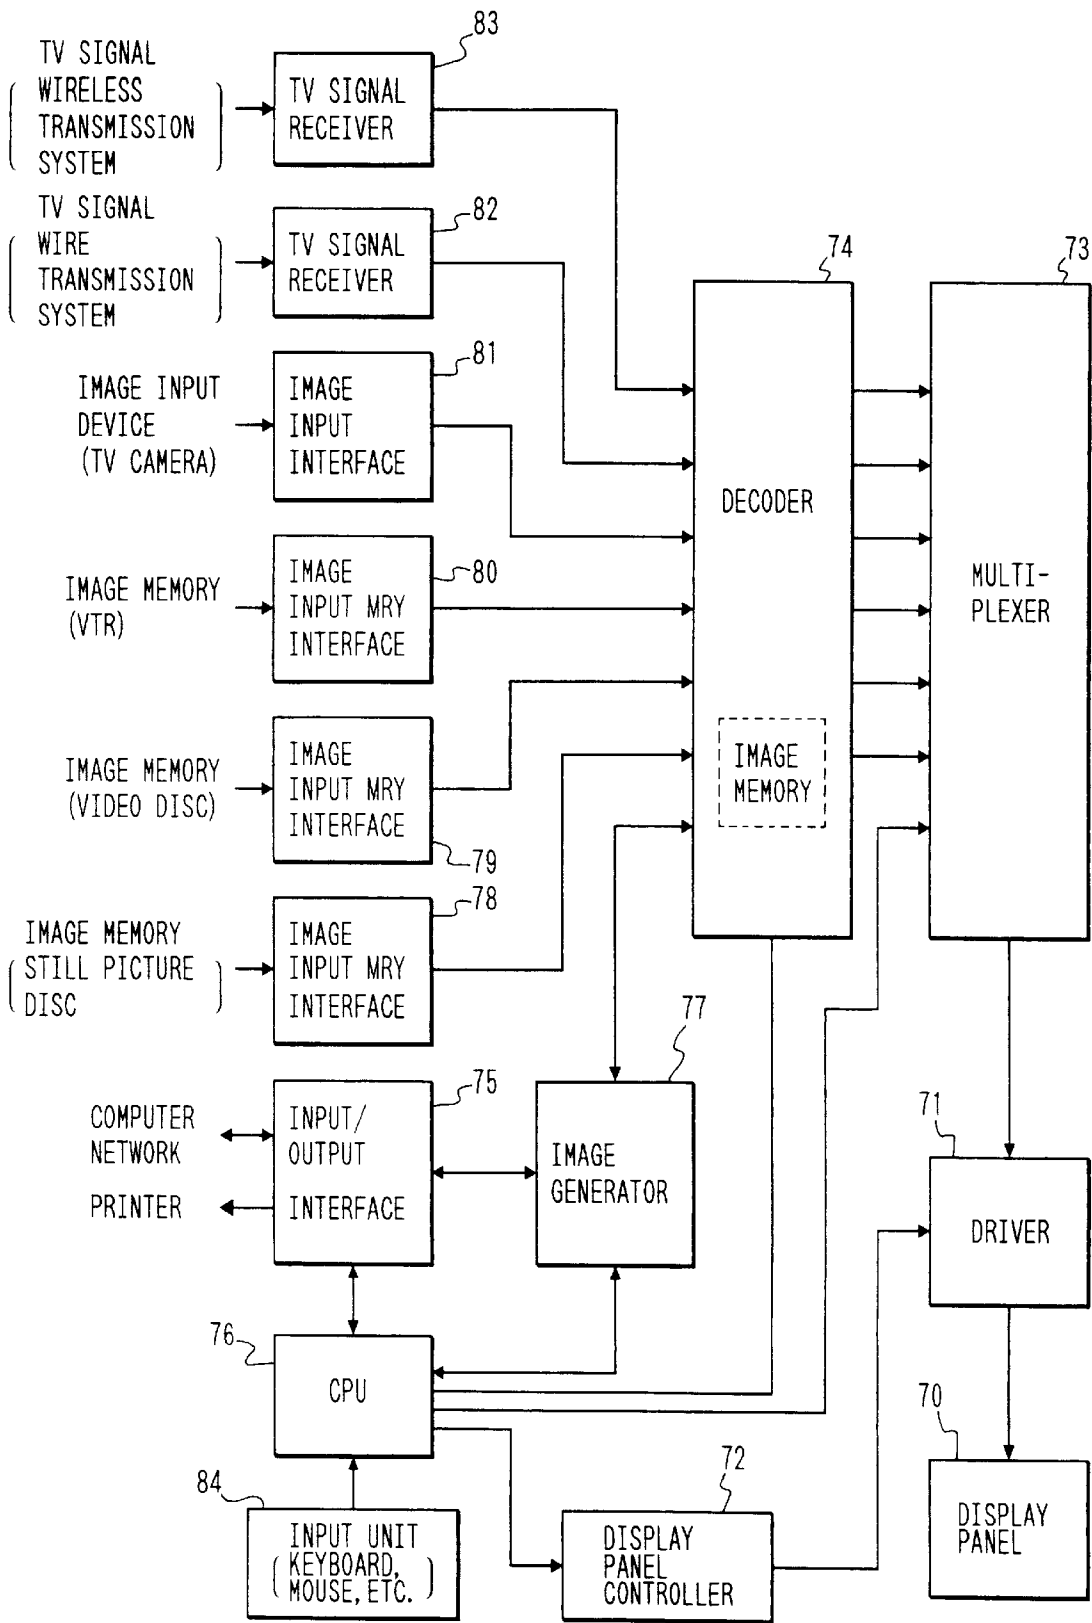 83
TV SIGNAL
WIRELESS
TRANSMISSION
SYSTEM
TV SIGNAL
RECEIVER
82
TV SIGNAL
WIRE
TRANSMISSION
SYSTEM
TV SIGNAL
RECEIVER
74
73
81
IMAGE INPUT
DEVICE
(TV CAMERA)
IMAGE
INPUT
INTERFACE
DECODER
MULTI-
PLEXER
80
IMAGE MEMORY
(VTR)
IMAGE
INPUT MRY
INTERFACE
IMAGE
MEMORY
IMAGE MEMORY
(VIDEO DISC)
IMAGE
INPUT MRY
INTERFACE
79
78
IMAGE MEMORY
STILL PICTURE
DISC
IMAGE
INPUT MRY
INTERFACE
77
75
COMPUTER
NETWORK
PRINTER
INPUT/
OUTPUT
INTERFACE
IMAGE
GENERATOR
71
DRIVER
76
CPU
70
DISPLAY
PANEL
84
INPUT UNIT
KEYBOARD,
MOUSE, ETC.
72
DISPLAY
PANEL
CONTROLLER